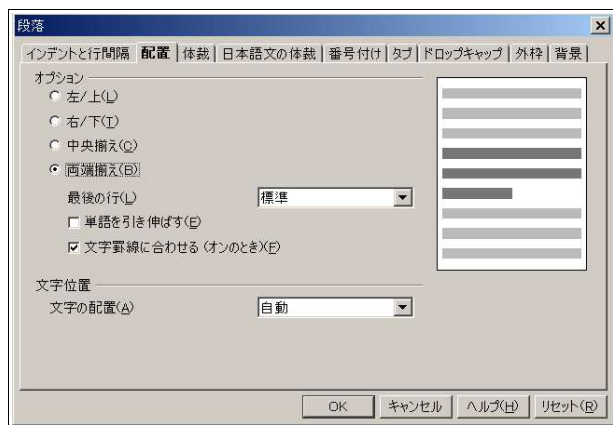 段落
インデントと行間隔 配置 体裁 日本語文の体裁 番号付け タブ ドロップキャップ 外枠 背景
オプション
左/上(L)
右/下(T)
中央揃え(C)
両端揃え(B)
最後の行(L) 標準
単語を引き伸ばす(E)
文字罫線に合わせる(オンのとき)(F)
文字位置
文字の配置(A) 自動
OK キャンセル ヘルプ(H) リセット(R)